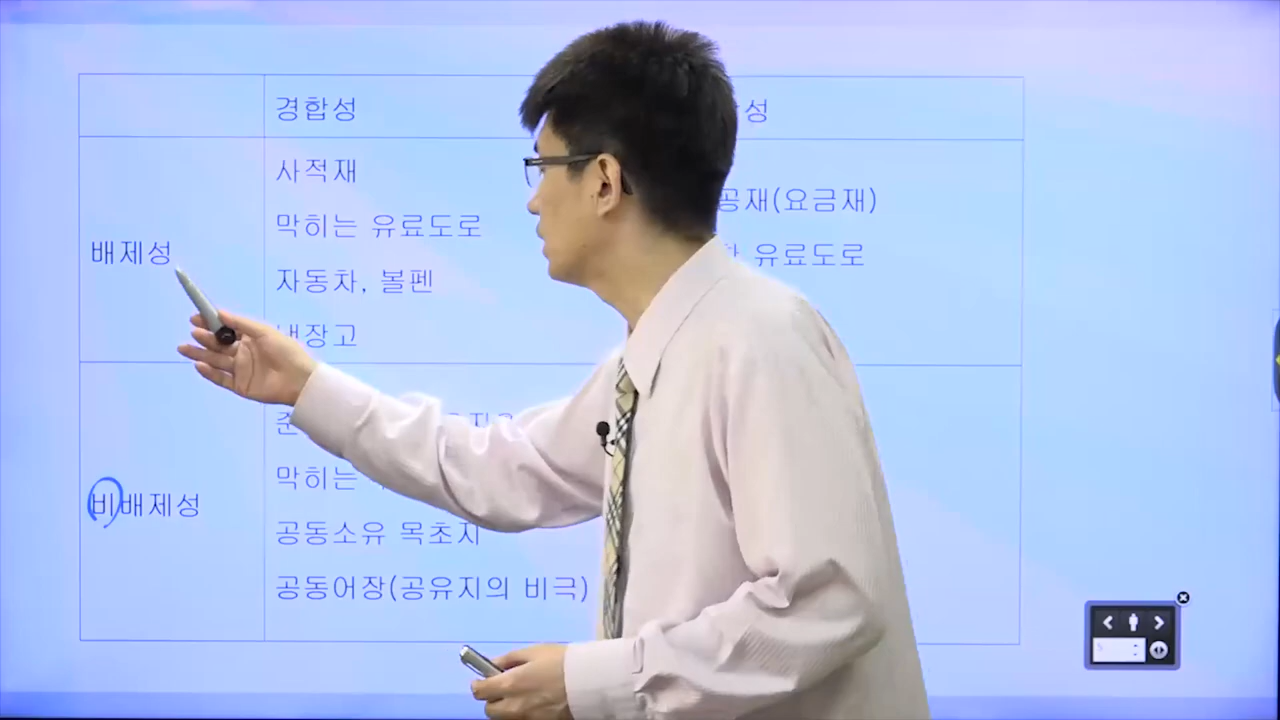 경합성
성
사적재
막히는 유료도로
자동차, 볼펜
냉장고
배제성
공재(요금재)
유료도로
막히는
공동소유 목초지
공동어장(공유지의 비극)
비배제성